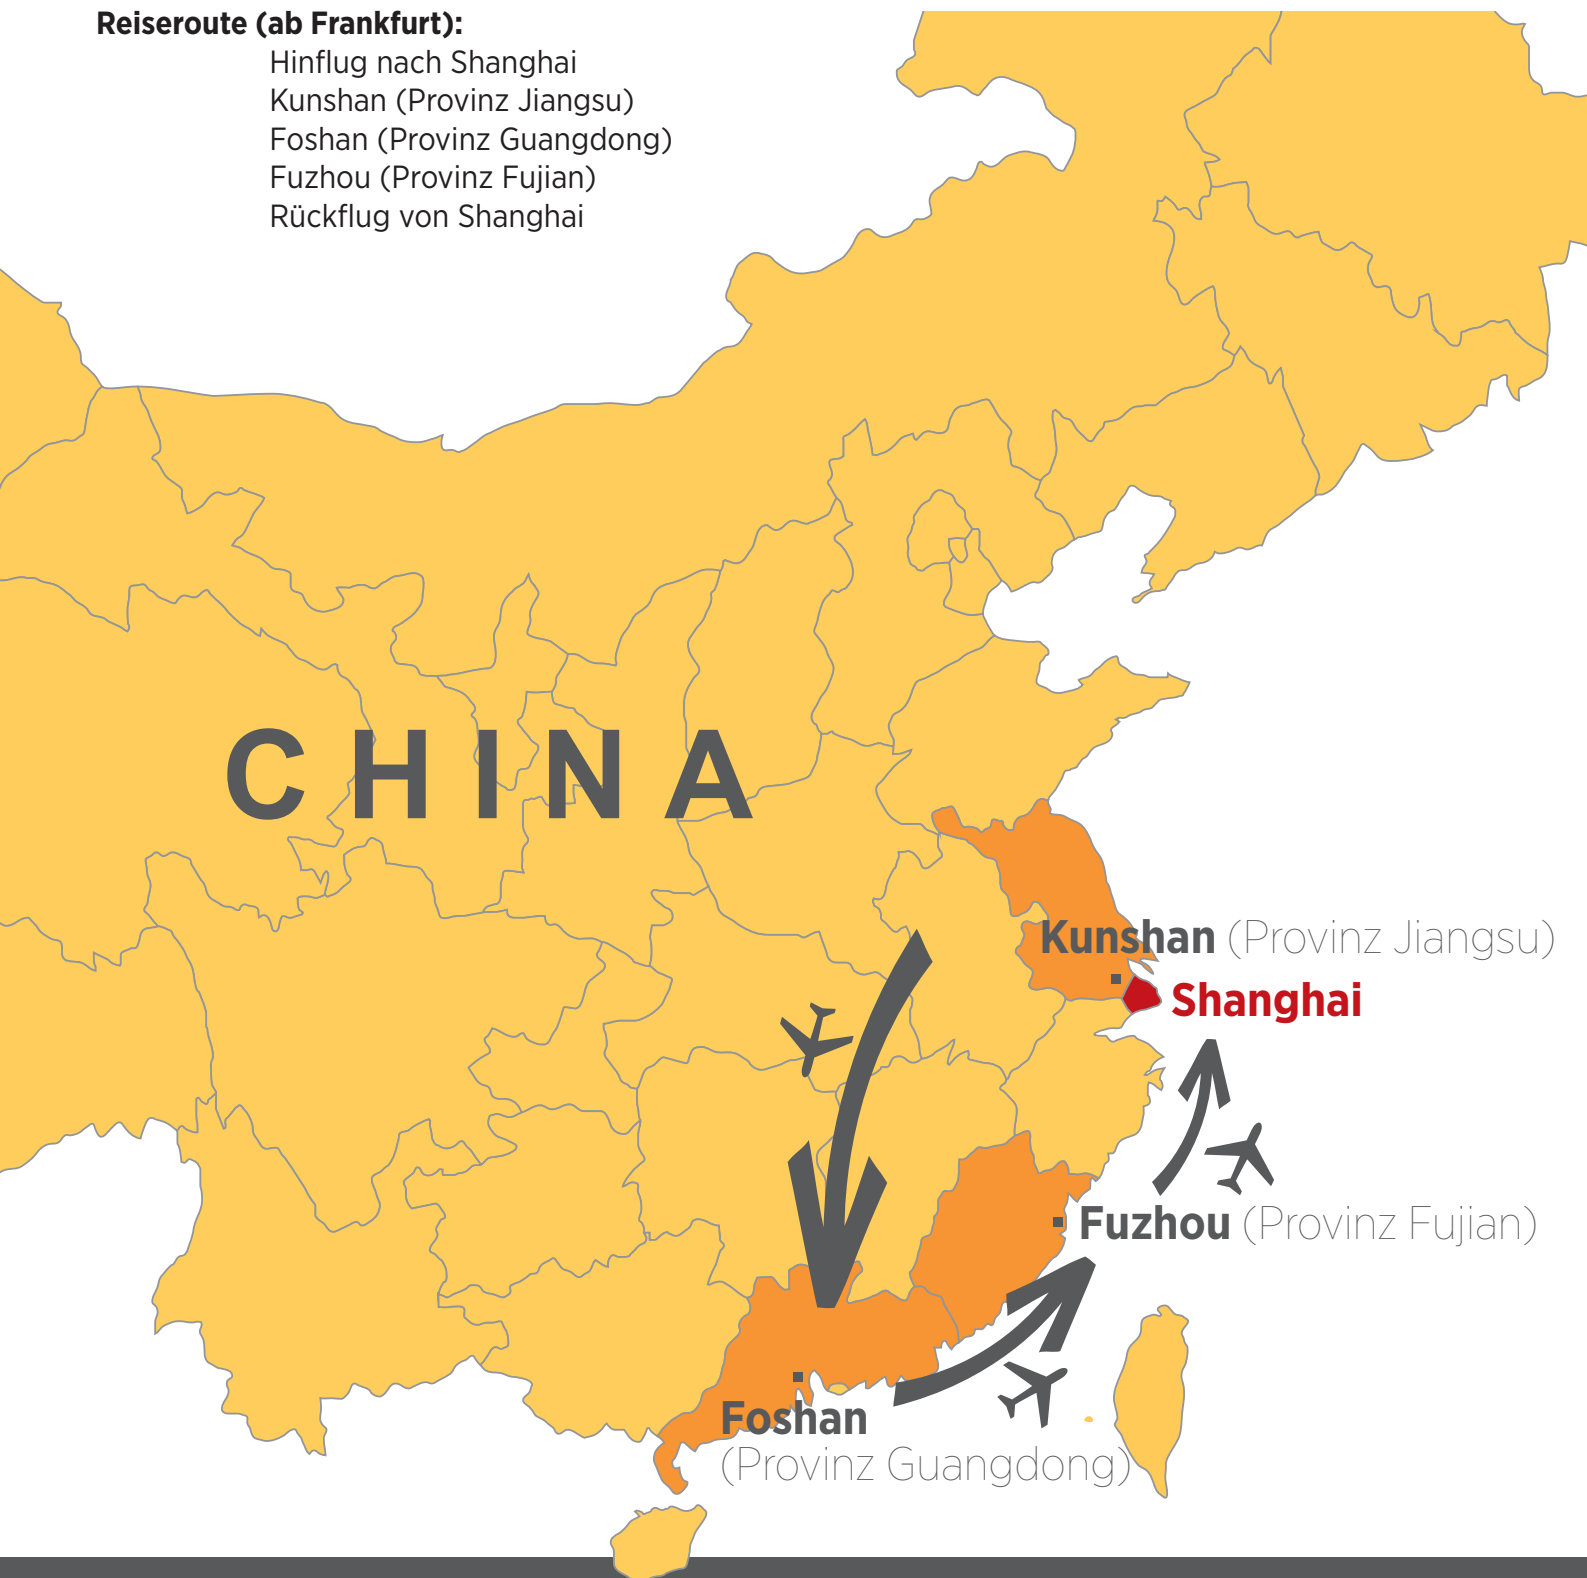 Reiseroute (ab Frankfurt):
Hinflug nach Shanghai
Kunshan (Provinz Jiangsu)
Foshan (Provinz Guangdong)
Fuzhou (Provinz Fujian)
Rückflug von Shanghai
CHINA
Kunshan (Provinz Jiangsu)
Shanghai
Fuzhou (Provinz Fujian)
Foshan
(Provinz Guangdong)